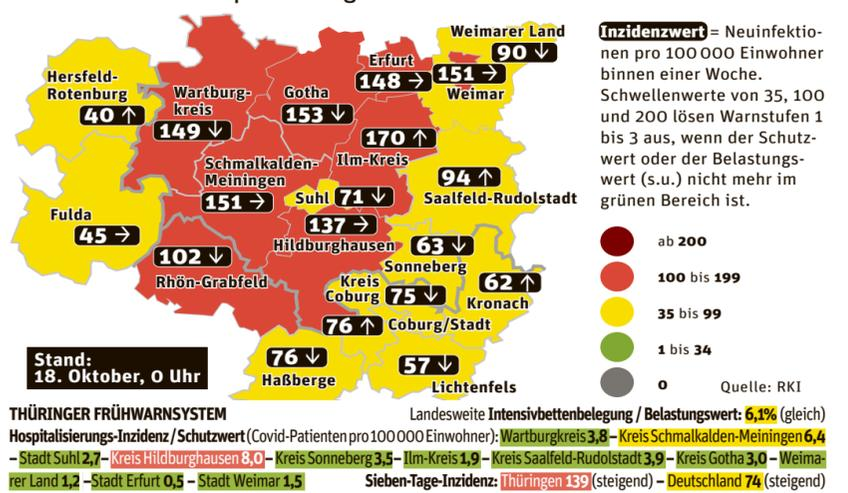 Weimarer Land
90 ↓
Erfurt
148 →
151 →
Weimar
Hersfeld-
Rotenburg
40 ↑
Wartburg-
kreis
149 ↓
Gotha
153 ↓
170 ↑
Ilm-Kreis
Schmalkalden-
Meiningen
151 →
Suhl 71 ↓
94 ↑
Saalfeld-Rudolstadt
Fulda
45 →
137 →
Hildburghausen
102 ↓
Rhön-Grabfeld
63 ↓
Sonneberg
Kreis
Coburg 75 ↓
62 ↑
Kronach
76 ↑ Coburg/Stadt
76 ↓
Haßberge
57 ↓
Lichtenfels
Stand:
18. Oktober, 0 Uhr
Inzidenzwert = Neuinfektio-
nen pro 100 000 Einwohner
binnen einer Woche.
Schwellenwerte von 35, 100
und 200 lösen Warnstufen 1
bis 3 aus, wenn der Schutz-
wert oder der Belastungs-
wert (s.u.) nicht mehr im
grünen Bereich ist.
ab 200
100 bis 199
35 bis 99
1 bis 34
0
Quelle: RKI
THÜRINGER FRÜHWARNSYSTEM Landesweite Intensivbettenbelegung / Belastungswert: 6,1% (gleich)
Hospitalisierungs-Inzidenz / Schutzwert (Covid-Patienten pro 100 000 Einwohner): Wartburgkreis 3,8 – Kreis Schmalkalden-Meiningen 6,4
– Stadt Suhl 2,7 – Kreis Hildburghausen 8,0 – Kreis Sonneberg 3,5 – Ilm-Kreis 1,9 – Kreis Saalfeld-Rudolstadt 3,9 – Kreis Gotha 3,0 – Weima-
rer Land 1,2 – Stadt Erfurt 0,5 – Stadt Weimar 1,5 Sieben-Tage-Inzidenz: Thüringen 139 (steigend) – Deutschland 74 (steigend)